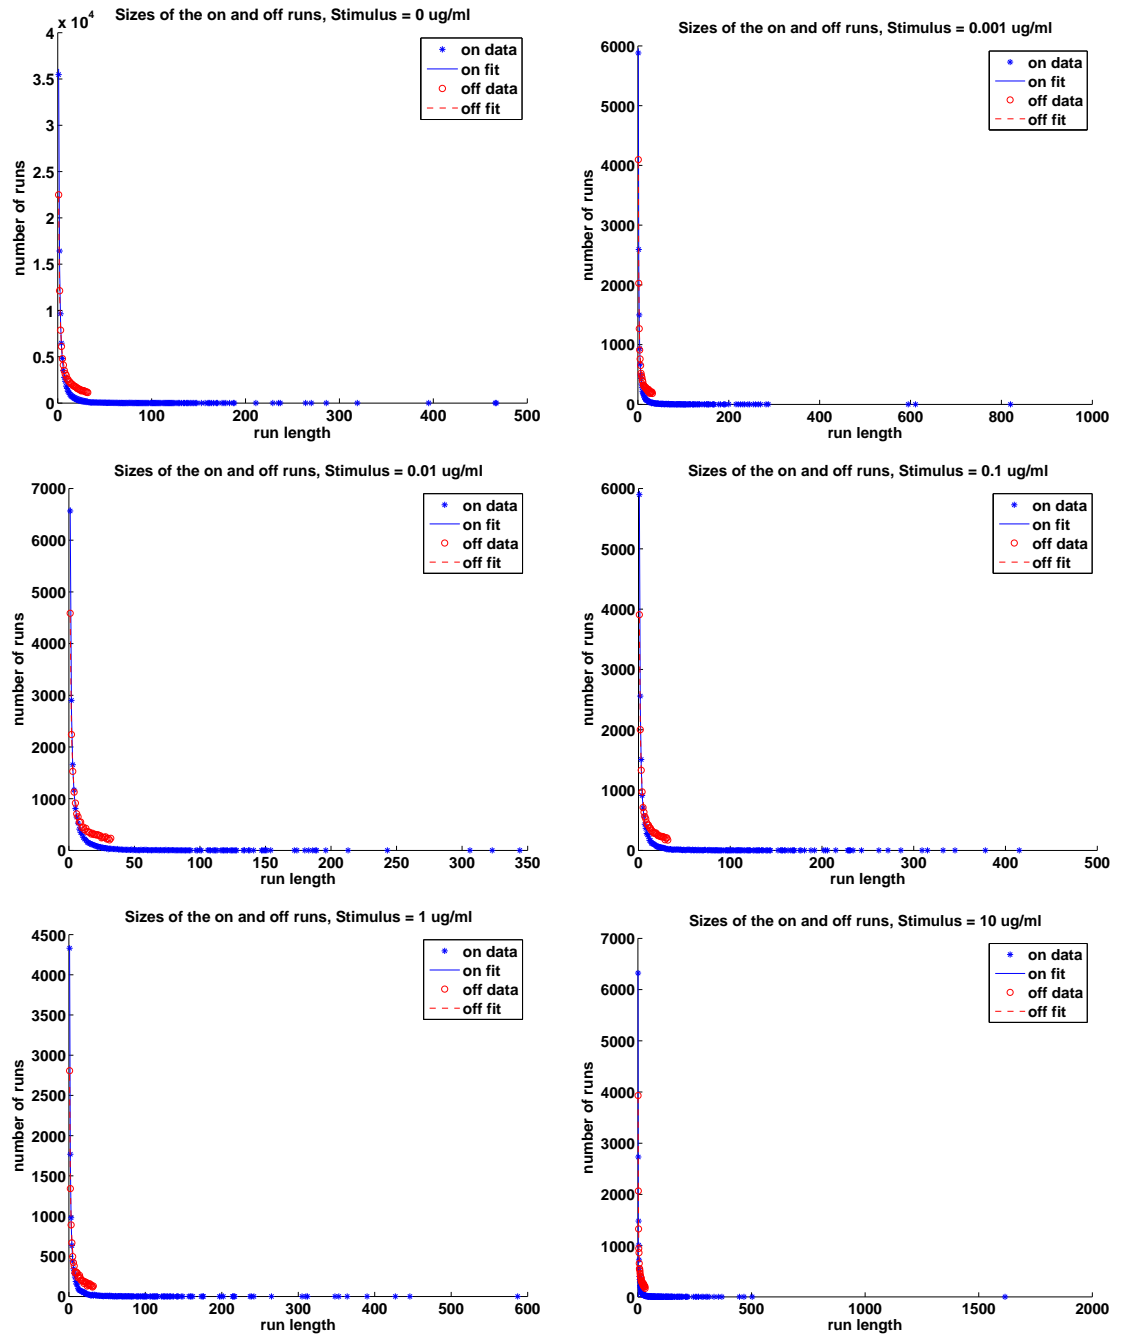 Sizes of the on and off runs, Stimulus = 0 ug/ml
x 10^4
4
3.5
3
2.5
2
1.5
1
0.5
0
0 100 200 300 400 500
number of runs
run length
on data
on fit
off data
off fit
Sizes of the on and off runs, Stimulus = 0.001 ug/ml
6000
5000
4000
3000
2000
1000
0
0 200 400 600 800 1000
number of runs
run length
on data
on fit
off data
off fit
Sizes of the on and off runs, Stimulus = 0.01 ug/ml
7000
6000
5000
4000
3000
2000
1000
0
0 50 100 150 200 250 300 350
number of runs
run length
on data
on fit
off data
off fit
Sizes of the on and off runs, Stimulus = 0.1 ug/ml
6000
5000
4000
3000
2000
1000
0
0 100 200 300 400 500
number of runs
run length
on data
on fit
off data
off fit
Sizes of the on and off runs, Stimulus = 1 ug/ml
4500
4000
3500
3000
2500
2000
1500
1000
500
0
0 100 200 300 400 500 600
number of runs
run length
on data
on fit
off data
off fit
Sizes of the on and off runs, Stimulus = 10 ug/ml
7000
6000
5000
4000
3000
2000
1000
0
0 500 1000 1500 2000
number of runs
run length
on data
on fit
off data
off fit